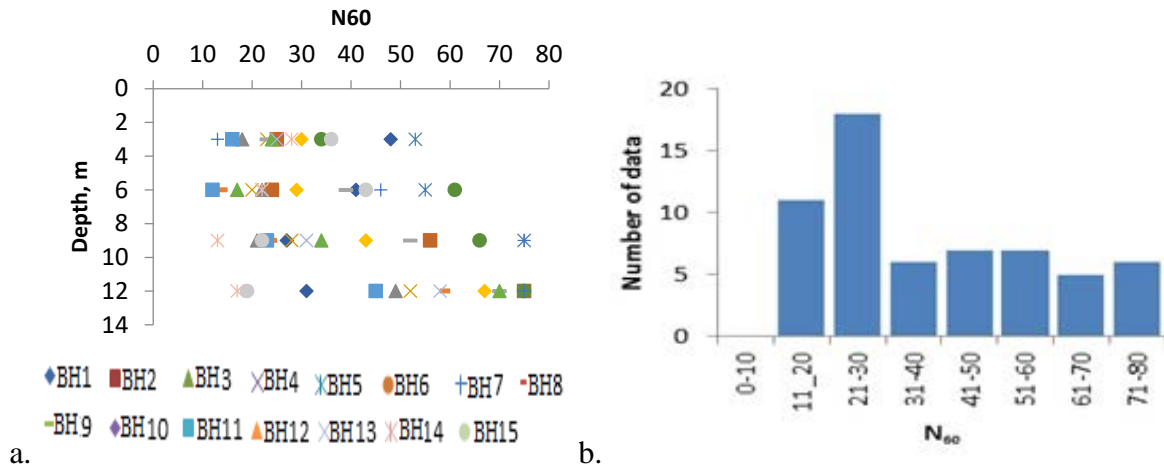 N60
0 10 20 30 40 50 60 70 80
0
2
4
6
8
10
12
14
Depth, m
BH1 BH2 BH3 BH4 BH5 BH6 BH7 BH8
BH9 BH10 BH11 BH12 BH13 BH14 BH15
a.
20
15
10
5
0
Number of data
0-10 11_20 21-30 31-40 41-50 51-60 61-70 71-80
N₆₀
b.